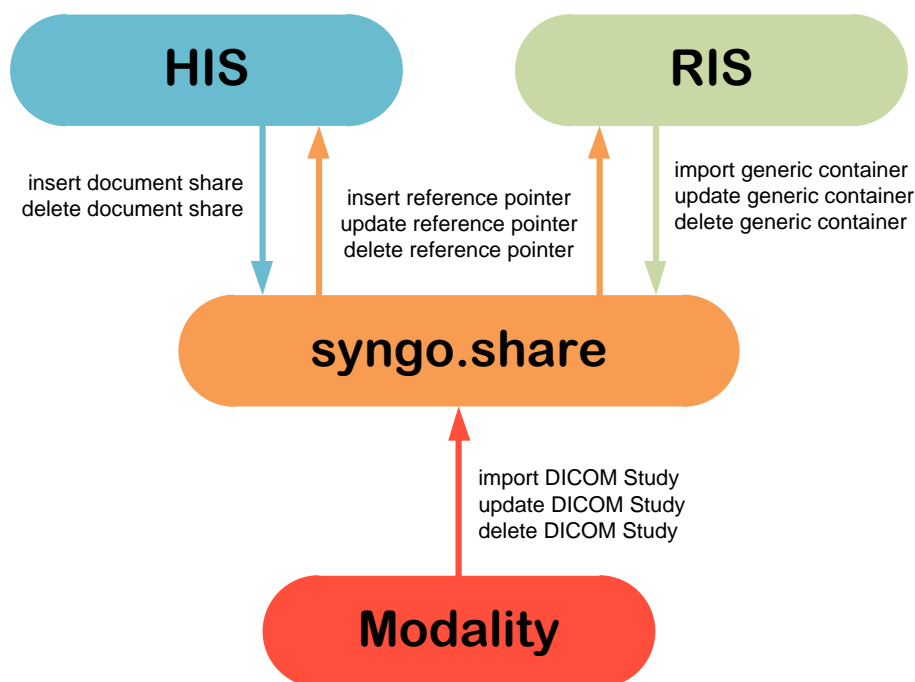 HIS
RIS
insert document share
delete document share
insert reference pointer
update reference pointer
delete reference pointer
import generic container
update generic container
delete generic container
syngo.share
import DICOM Study
update DICOM Study
delete DICOM Study
Modality